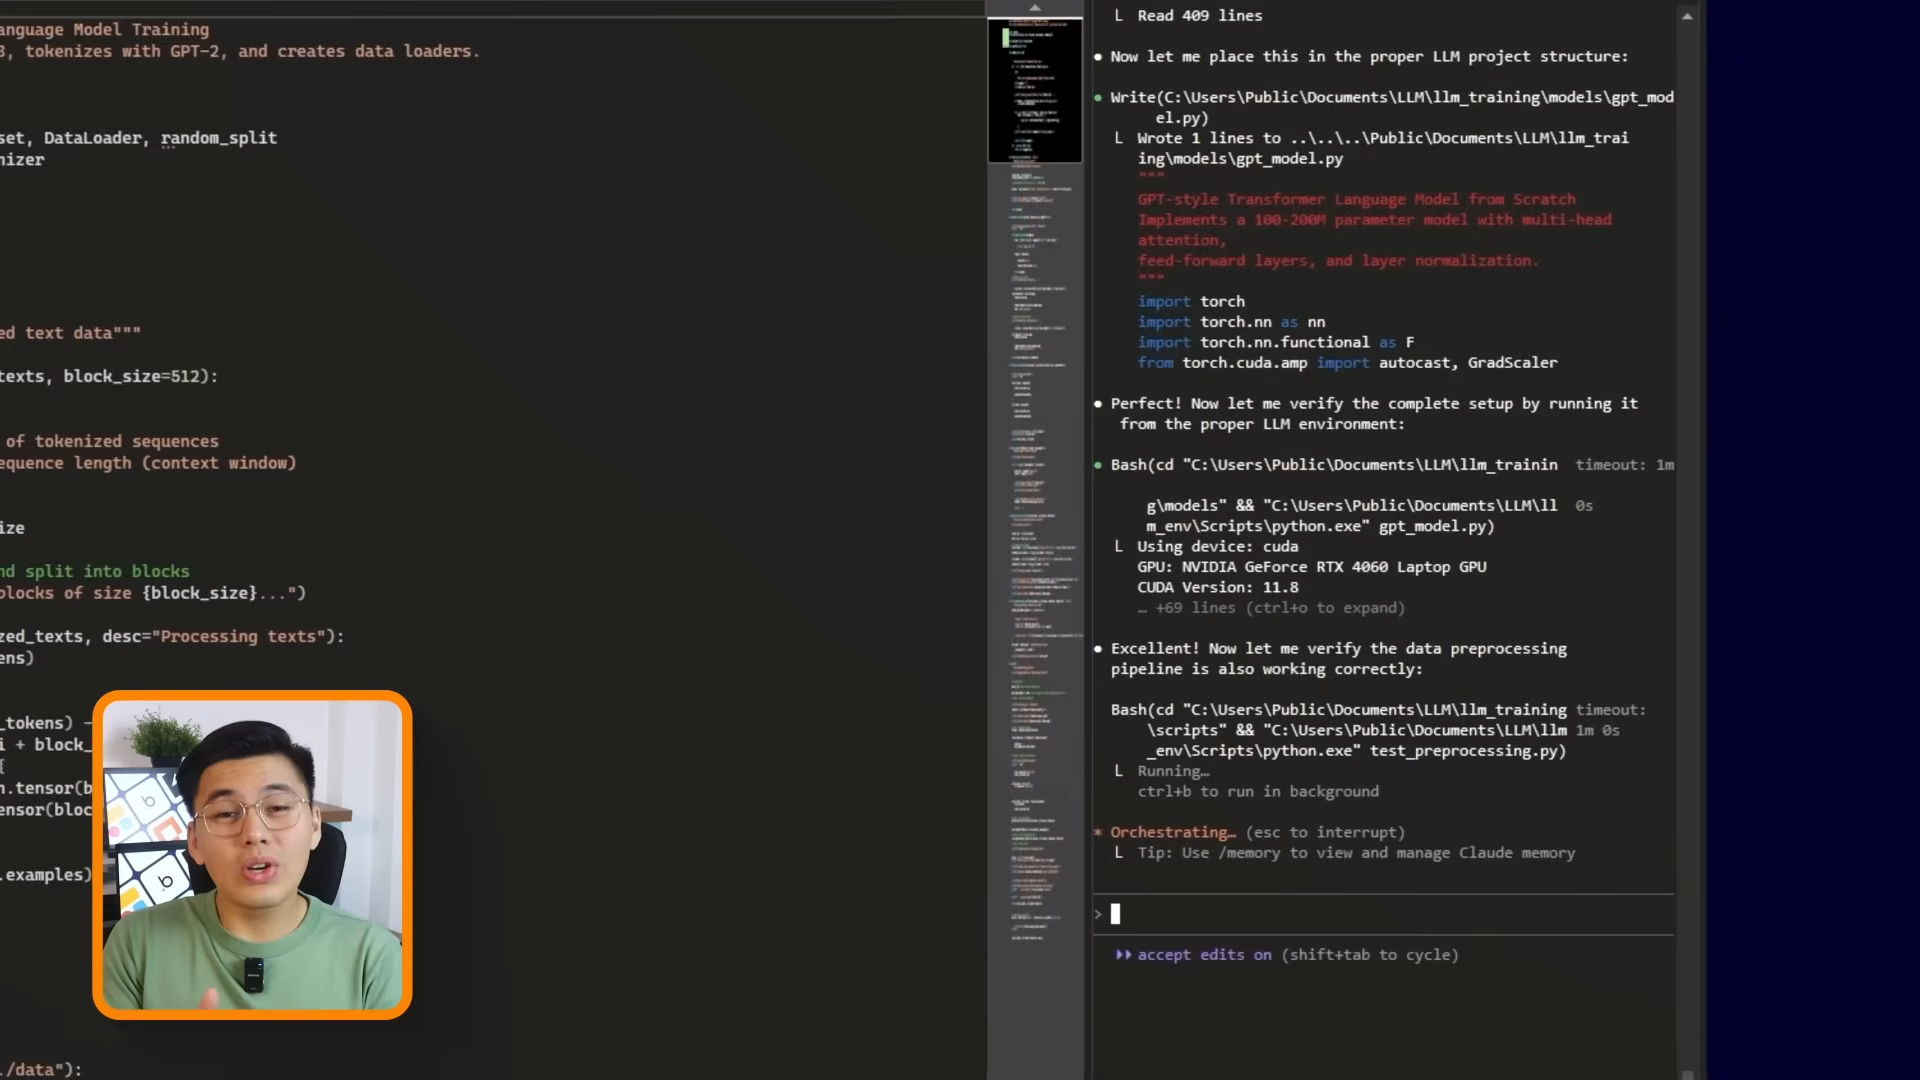 anguage Model Training
3, tokenizes with GPT-2, and creates data loaders.
set, DataLoader, random_split
nizer
ed text data"""
texts, block_size=512):
of tokenized sequences
equence length (context window)
ize
nd split into blocks
blocks of size {block_size}...")
zed_texts, desc="Processing texts"):
ens)
_tokens) -
i + block_
{
n.tensor(b
ensor(bloc
.examples)
./data"):
Read 409 lines
Now let me place this in the proper LLM project structure:
Write(C:\Users\Public\Documents\LLM\llm_training\models\gpt_mod
el.py)
Wrote 1 lines to ..\..\..\Public\Documents\LLM\llm_trai
ing\models\gpt_model.py
"""
GPT-style Transformer Language Model from Scratch
Implements a 100-200M parameter model with multi-head
attention,
feed-forward layers, and layer normalization.
"""
import torch
import torch.nn as nn
import torch.nn.functional as F
from torch.cuda.amp import autocast, GradScaler
Perfect! Now let me verify the complete setup by running it
from the proper LLM environment:
Bash(cd "C:\Users\Public\Documents\LLM\llm_trainin timeout: 1m
g\models" && "C:\Users\Public\Documents\LLM\ll 0s
m_env\Scripts\python.exe" gpt_model.py)
Using device: cuda
GPU: NVIDIA GeForce RTX 4060 Laptop GPU
CUDA Version: 11.8
… +69 lines (ctrl+o to expand)
Excellent! Now let me verify the data preprocessing
pipeline is also working correctly:
Bash(cd "C:\Users\Public\Documents\LLM\llm_training timeout:
\scripts" && "C:\Users\Public\Documents\LLM\llm 1m 0s
_env\Scripts\python.exe" test_preprocessing.py)
Running…
ctrl+b to run in background
* Orchestrating… (esc to interrupt)
Tip: Use /memory to view and manage Claude memory
>
accept edits on (shift+tab to cycle)